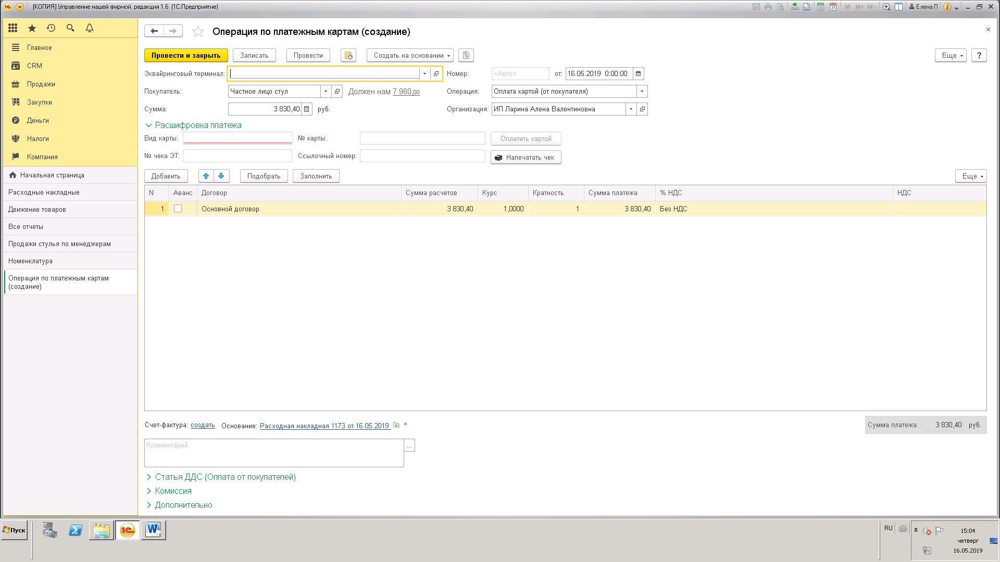 [КОПИЯ] Управление нашей фирмой, редакция 1.6 (1С:Предприятие)
M M+ M-
Елена П
Главное
CRM
Продажи
Закупки
Деньги
Налоги
Компания
Начальная страница
Расходные накладные
Движение товаров
Все отчеты
Продажи стулья по менеджерам
Номенклатура
Операция по платежным картам
(создание)
Операция по платежным картам (создание)
Провести и закрыть Записать Провести Создать на основании Еще ?
Эквайринговый терминал: Номер: <Авто> от: 16.05.2019 0:00:00
Покупатель: Частное лицо стул Должен нам 7 960,00 Операция: Оплата картой (от покупателя)
Сумма: 3 830,40 руб. Организация: ИП Ларина Алена Валентиновна
Расшифровка платежа
Вид карты: № карты: Оплатить картой
№ чека ЭТ: Ссылочный номер: Напечатать чек
Добавить Подобрать Заполнить Еще
N Аванс Договор Сумма расчетов Курс Кратность Сумма платежа % НДС НДС
1 Основной договор 3 830,40 1,0000 1 3 830,40 Без НДС
Счет-фактура: создать Основание: Расходная накладная 1173 от 16.05.2019 Сумма платежа: 3 830,40 руб.
Комментарий ...
Статья ДДС (Оплата от покупателей)
Комиссия
Дополнительно
Пуск RU 15:04
четверг
16.05.2019